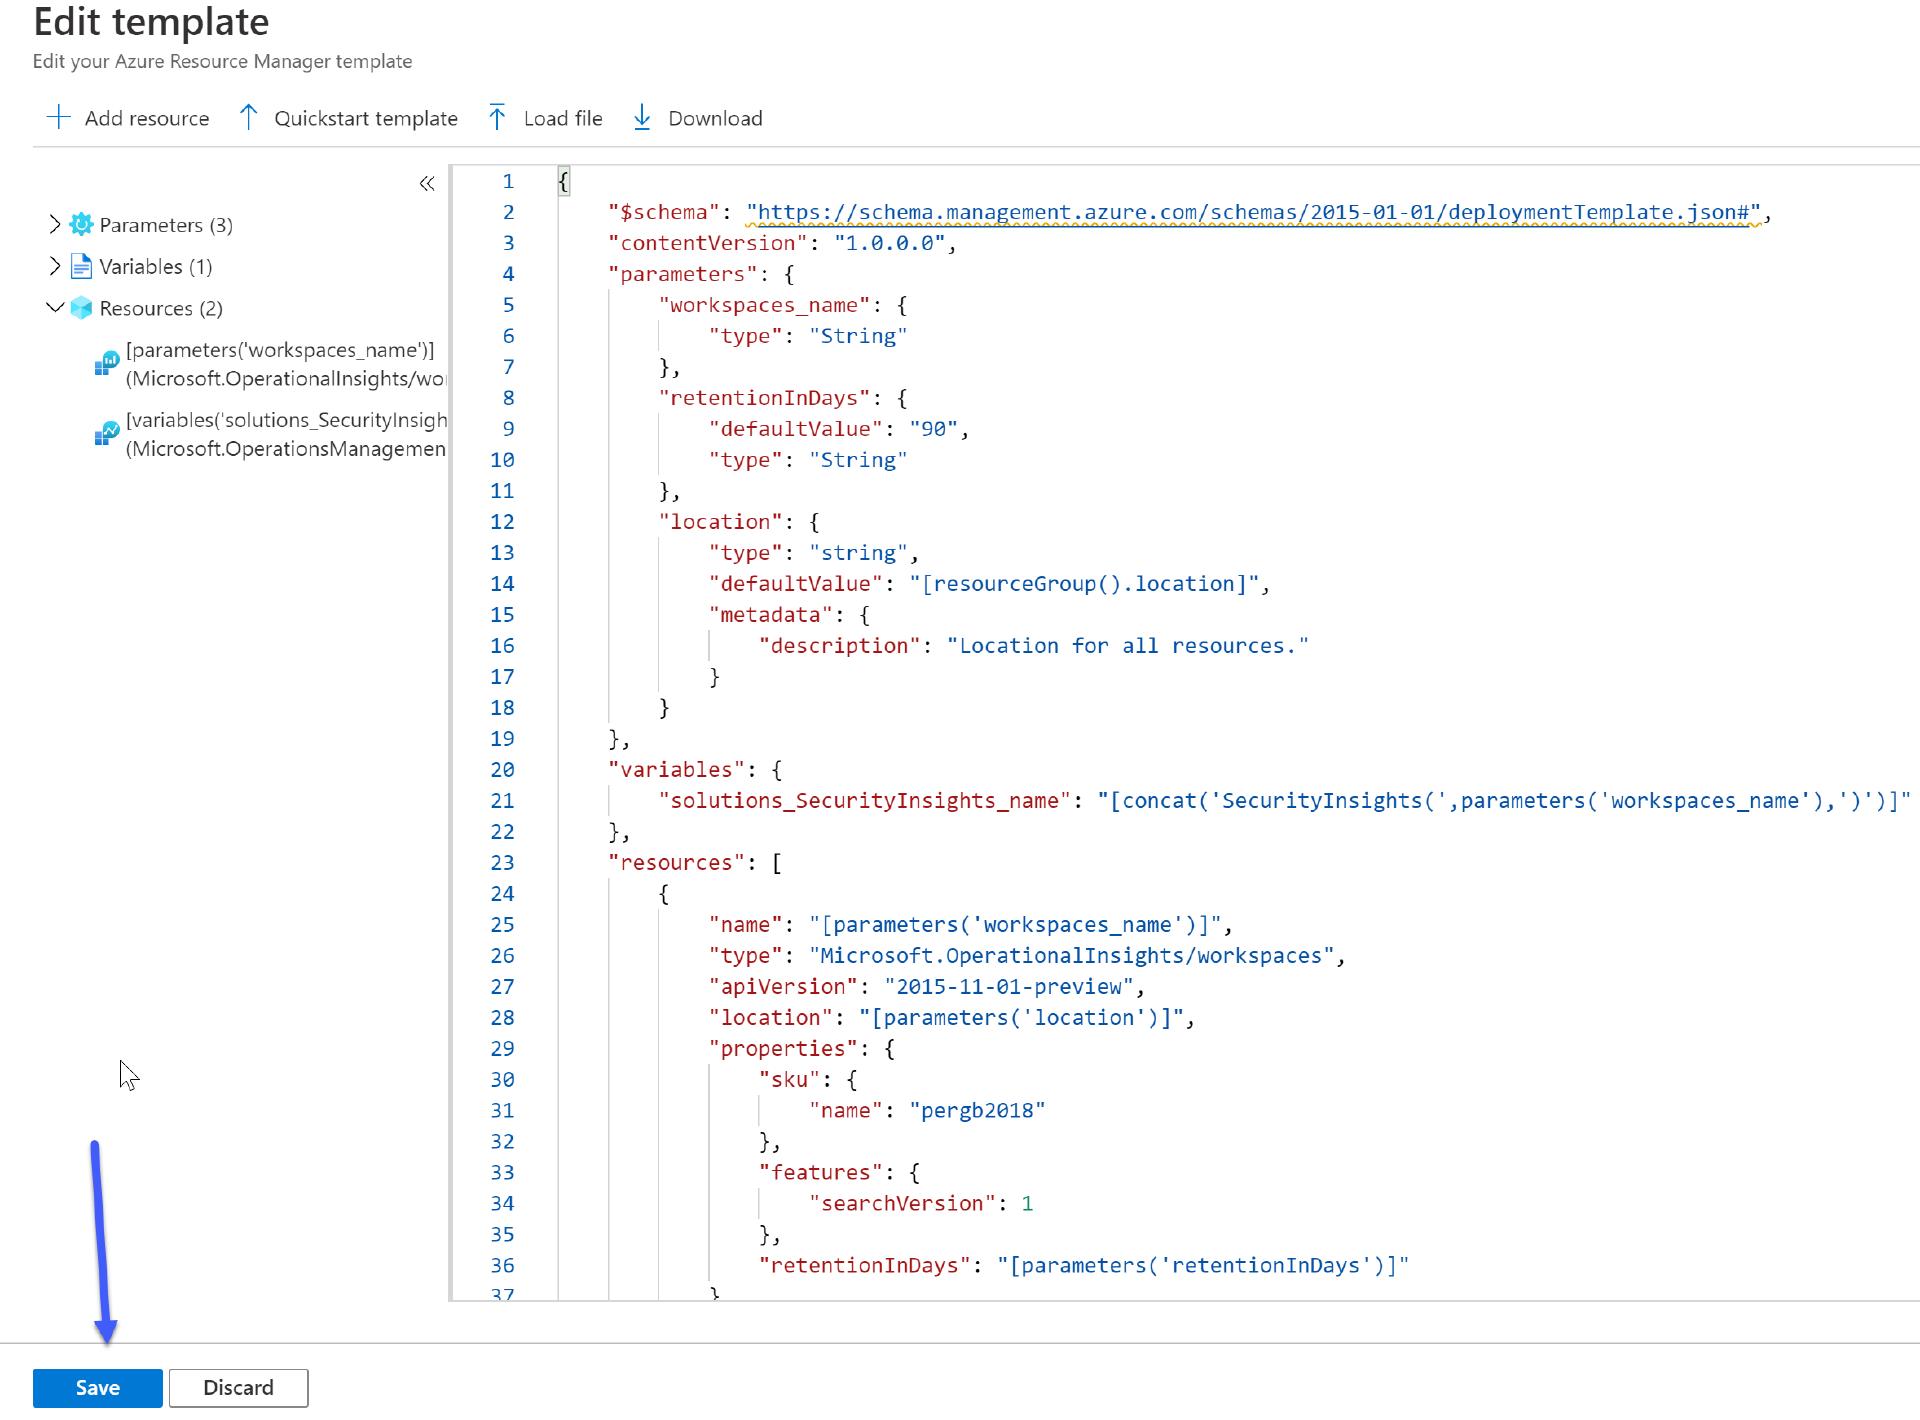 Edit template
Edit your Azure Resource Manager template
Add resource Quickstart template Load file Download
«
Parameters (3)
Variables (1)
Resources (2)
[parameters('workspaces_name')]
(Microsoft.OperationalInsights/wor
[variables('solutions_SecurityInsigh
(Microsoft.OperationsManagemen
1 {
2 "$schema": "https://schema.management.azure.com/schemas/2015-01-01/deploymentTemplate.json#",
3 "contentVersion": "1.0.0.0",
4 "parameters": {
5 "workspaces_name": {
6 "type": "String"
7 },
8 "retentionInDays": {
9 "defaultValue": "90",
10 "type": "String"
11 },
12 "location": {
13 "type": "string",
14 "defaultValue": "[resourceGroup().location]",
15 "metadata": {
16 "description": "Location for all resources."
17 }
18 }
19 },
20 "variables": {
21 "solutions_SecurityInsights_name": "[concat('SecurityInsights(',parameters('workspaces_name'),')')]"
22 },
23 "resources": [
24 {
25 "name": "[parameters('workspaces_name')]",
26 "type": "Microsoft.OperationalInsights/workspaces",
27 "apiVersion": "2015-11-01-preview",
28 "location": "[parameters('location')]",
29 "properties": {
30 "sku": {
31 "name": "pergb2018"
32 },
33 "features": {
34 "searchVersion": 1
35 },
36 "retentionInDays": "[parameters('retentionInDays')]"
37 }
Save Discard